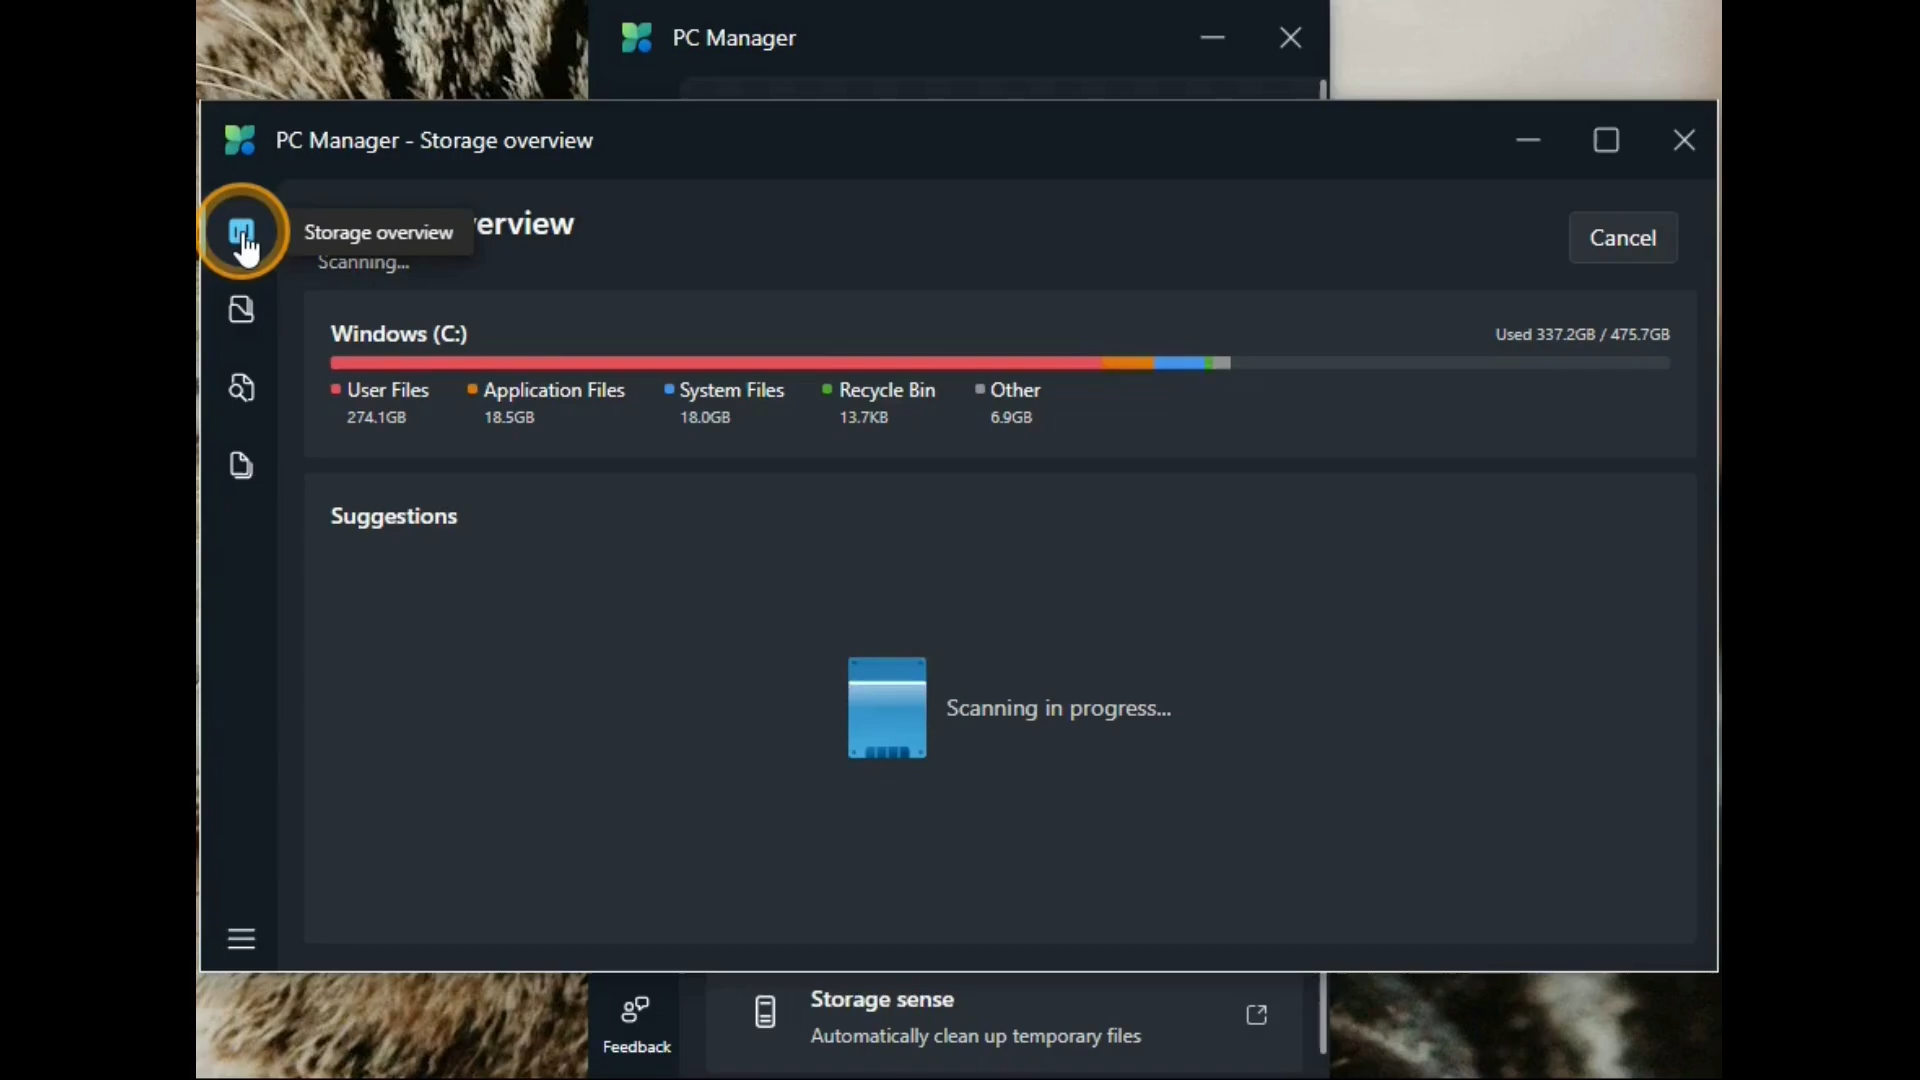 PC Manager
PC Manager - Storage overview
Storage overview
verview
Scanning...
Cancel
Windows (C:)
Used 337.2GB / 475.7GB
User Files
Application Files
System Files
Recycle Bin
Other
274.1GB
18.5GB
18.0GB
13.7KB
6.9GB
Suggestions
Scanning in progress...
Storage sense
Automatically clean up temporary files
Feedback